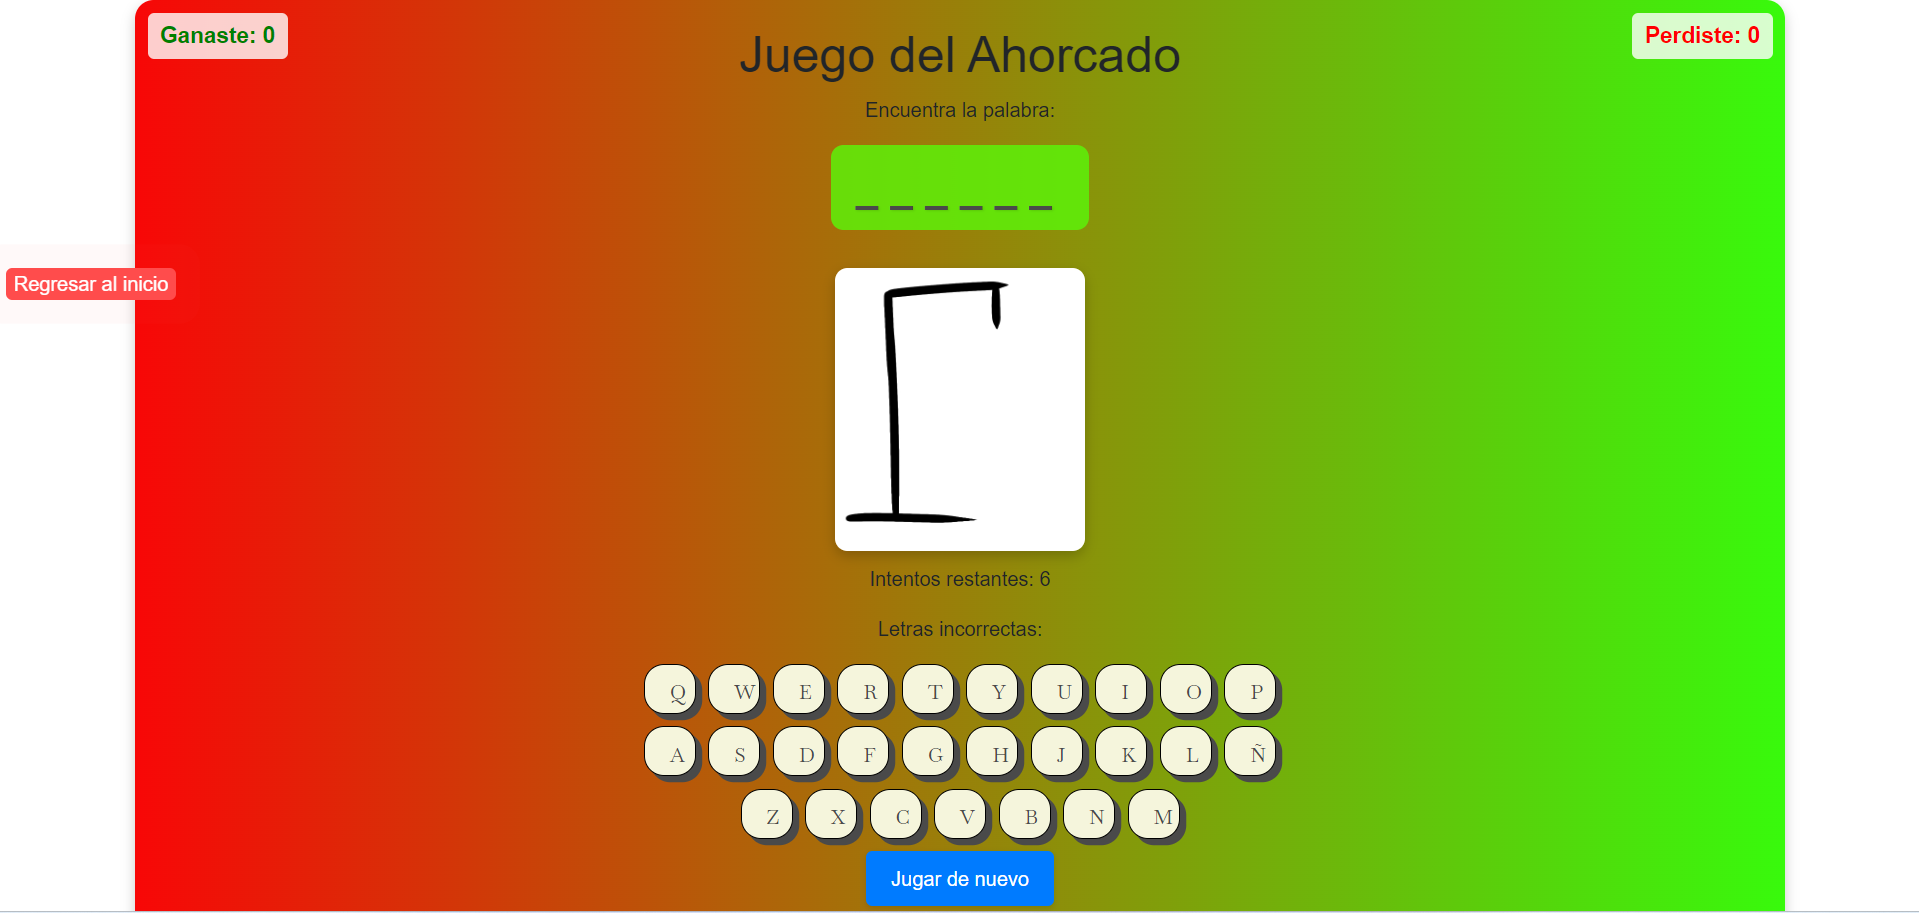 Ganaste: 0
Perdiste: 0
Juego del Ahorcado
Encuentra la palabra:
_ _ _ _ _ _
Regresar al inicio
Intentos restantes: 6
Letras incorrectas:
Q W E R T Y U I O P
A S D F G H J K L Ñ
Z X C V B N M
Jugar de nuevo